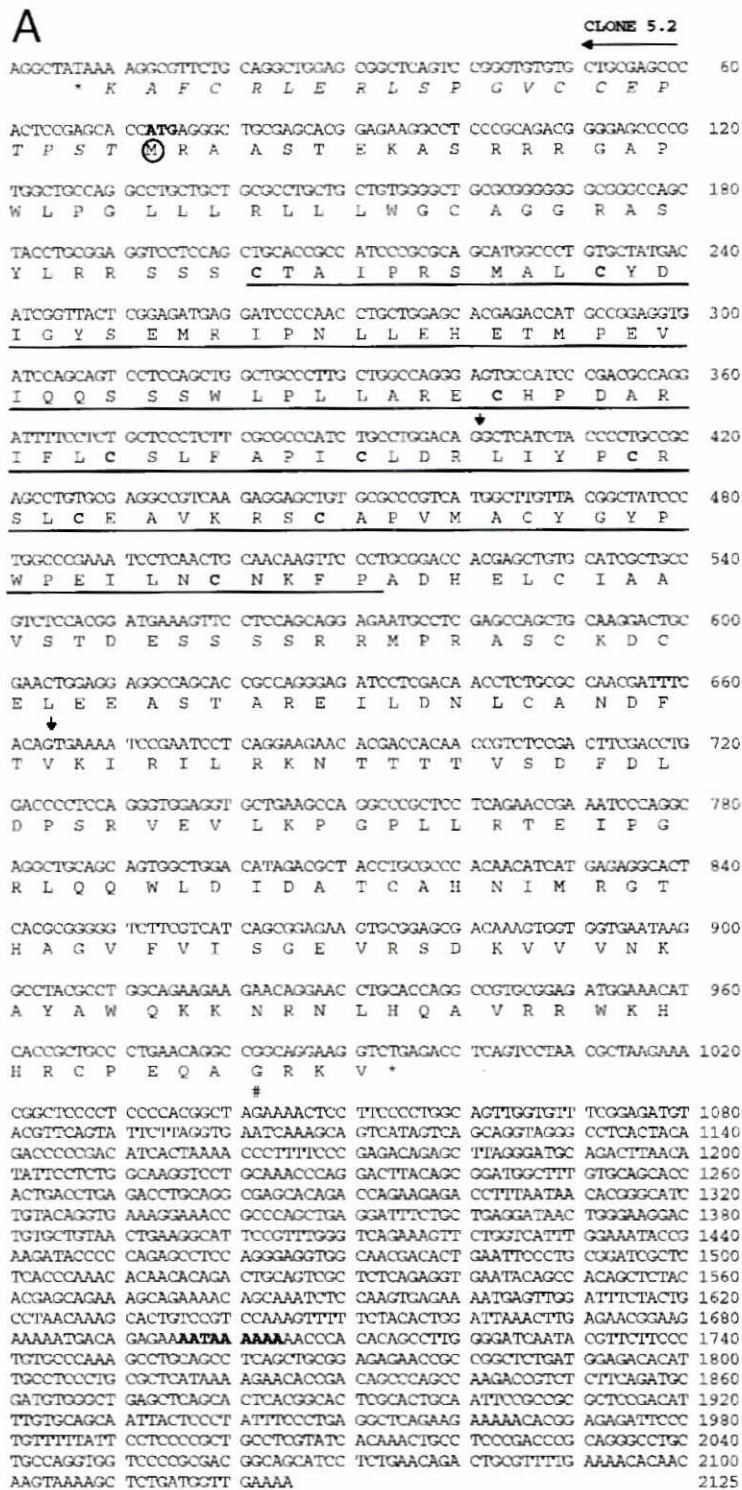 A
CLONE 5.2
AGGCTATAAA AGGCGTTCTG CAGGCTGGAG CGGCTCAGTC CGGGTGTGTG CTGCGAGCCC 60
* K A F C R L E R L S P G V C C E P
ACTCCGAGCA CCATGAGGGC TGCGAGCACG GAGAAGGCCT CCCGCAGACG GGGAGCCCCG 120
T P S T M R A A S T E K A S R R R G A P
TGGCTGCCAGG GCCTGCTGCT GCGCCTGCTG CTGTGGGGCT GCGCGGGGGG GCGGGCCAGC 180
W L P G L L L R L L L W G C A G G R A S
TACCTGCGGA GGTCCTCCAGC CTGCACCGCC ATCCCGCGCA GCATGGCCCT GTGCTATGAC 240
Y L R R S S S C T A I P R S M A L C Y D
ATCGGTTACT CGGAGATGAG GATCCCCAAC CTGCTGGAGC ACGAGACCAT GCCGGAGGTG 300
I G Y S E M R I P N L L E H E T M P E V
ATCCAGCAGT CCTCCAGCTGG GCTGCCCTTG CTGGCCAGGG AGTGCCATCC CGACGCCAGG 360
I Q Q S S S W L P L L A R E C H P D A R
ATTTTCCTCT GCTCCCTCTT CGCGCCCATC TGCCTGGACA GGCTCATCTA CCCCTGCCGC 420
I F L C S L F A P I C L D R L I Y P C R
AGCCTGTGCG AGGCCGTCAA GAGGAGCTGT GCGCCCGTCA TGGCTTGTTA CGGCTATCCC 480
S L C E A V K R S C A P V M A C Y G Y P
TGGCCCGAAA TCCTCAACTG CAACAAGTTC CCTGCGGACC ACGAGCTGTG CATCGCTGCC 540
W P E I L N C N K F P A D H E L C I A A
GTCTCCACGG ATGAAAGTTC CTCCAGCAGG AGAATGCCTC GAGCCAGCTG CAAGGACTGC 600
V S T D E S S S S R R M P R A S C K D C
GAACTGGAGG AGGCCAGCAC CGCCAGGGAG ATCCTCGACA ACCTCTGCGC CAACGATTTC 660
E L E E A S T A R E I L D N L C A N D F
ACAGTGAAAA TCCGAATCCT CAGGAAGAAC ACGACCACAA CCGTCTCCGA CTTCGACCTG 720
T V K I R I L R K N T T T T V S D F D L
GACCCCTCCA GGGTGGAGGT GCTGAAGCCA GGCCCGCTCC TCAGAACCGA AATCCCAGGC 780
D P S R V E V L K P G P L L R T E I P G
AGGCTGCAGC AGTGGCTGGA CATAGACGCT ACCTGCGCCC ACAACATCAT GAGAGGCACT 840
R L Q Q W L D I D A T C A H N I M R G T
CACGCGGGGG TCTTCGTCAT CAGCGGAGAA GTGCGGAGCG ACAAAGTGGT GGTGAATAAG 900
H A G V F V I S G E V R S D K V V V N K
GCCTACGCCT GGCAGAAGAA GAACAGGAAC CTGCACCAGG CCGTGCGGAG ATGGAAACAT 960
A Y A W Q K K N R N L H Q A V R R W K H
CACCGCTGCC CTGAACAGGC CGGCAGGAAG GTCTGAGACC TCAGTCCTAA CGCTAAGAAA 1020
H R C P E Q A G R K V *
#
CGGCTCCCCT CCCCACGGCT AGAAAACTCC TTCCCCTGGC AGTTGGTGTT TCGGAGATGT 1080
ACGTTCAGTA TTCTTAGGTG AATCAAAGCA GTCATAGTCA GCAGGTAGGG CCTCACTACA 1140
GACCCCCGAC ATCACTAAAA CCCTTTTCCC GAGACAGAGC TTAGGGATGC AGACTTAACA 1200
TATTCCTCTG GCAAGGTCCT GCAAACCCAG GACTTACAGC GGATGGCTTT GTGCAGCACC 1260
ACTGACCTGA GACCTGCAGG CGAGCACAGA CCAGAAGAGA CCTTTAATAA CACGGGCATC 1320
TGTACAGGTG AAAGGAAACC GCCCAGCTGA GGATTTCTGC TGAGGATAAC TGGGAAGGAC 1380
TGTGCTGTAA CTGAAGGCAT TCCGTTTGGG TCAGAAAGTT CTGGTCATTT GGAAATACCG 1440
AAGATACCCC CAGAGCCTCC AGGGAGGTGG CAACGACACT GAATTCCCTG CGGATCGCTC 1500
TCACCCAAAC ACAACACAGA CTGCAGTCGC TCTCAGAGGT GAATACAGCC ACAGCTCTAC 1560
ACGAGCAGAA AGCAGAAAAC AGCAAATCTC CAAGTGAGAA AATGAGTTGG ATTTCTACTG 1620
CCTAACAAAG CACTGTCCGT CCAAAGTTTT TCTACACTGG ATTAAACTTG AGAACGGAAG 1680
AAAAATGACA GAGAAAATAA AAAAAACCCA CACAGCCTTG GGGATCAATA CGTTCTTCCC 1740
TGTGCCCAAA GCCTGCAGCC TCAGCTGCGG AGAGAACCGC CGGCTCTGAT GGAGACACAT 1800
TGCCTCCCTG CGCTCATAAA AGAACACCGA CAGCCCAGCC AAGACCGTCT CTTCAGATGC 1860
GATGTGGGCT GAGCTCAGCA CTCACGGCAC TCGCACTGCA ATTCCGCCGC GCTCCGACAT 1920
TTGTGCAGCA ATTACTCCCT ATTTCCCTGA GGCTCAGAAG AAAAACACGG AGAGATTCCC 1980
TGTTTTTATT CCTCCCCGCT GCCTCGTATC ACAAACTGCC TCCCGACCCG CAGGGCCTGC 2040
TGCCAGGTGG TCCCCGCGAC GGCAGCATCC TCTGAACAGA CTGCGTTTTG AAAACACAAC 2100
AAGTAAAAGC TCTGATGGTT GAAAA 2125